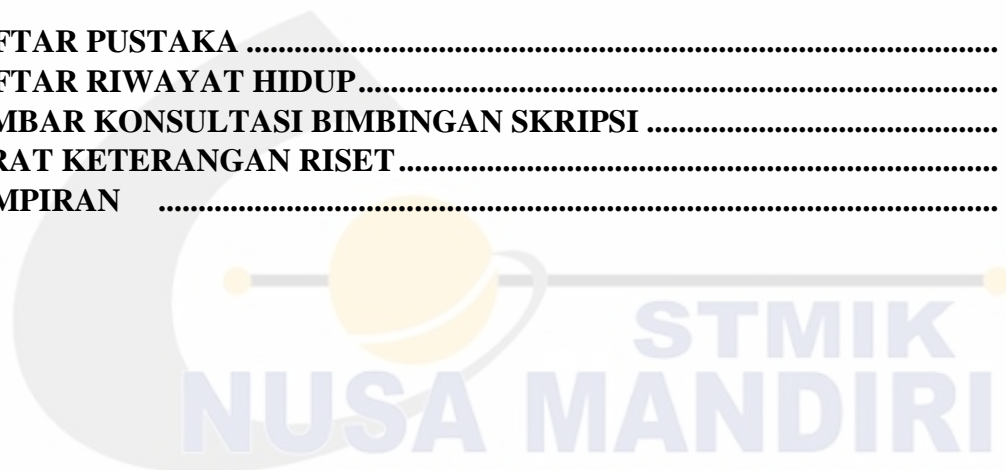 FTAR PUSTAKA ................................................................................................
FTAR RIWAYAT HIDUP..................................................................................
MBAR KONSULTASI BIMBINGAN SKRIPSI .............................................
RAT KETERANGAN RISET.............................................................................
MPIRAN ...........................................................................................................
STMIK
NUSA MANDIRI